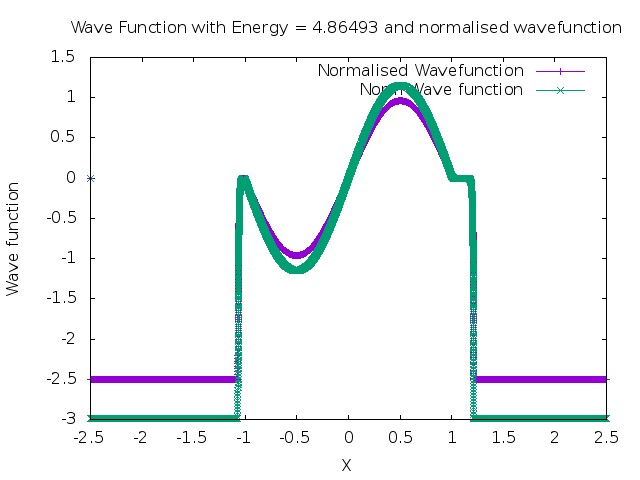 Wave Function with Energy = 4.86493 and normalised wavefunction
1.5
Normalised Wavefunction
Wave function
1
0.5
0
-0.5
-1
-1.5
-2
-2.5
-3
Wave function
-2.5 -2 -1.5 -1 -0.5 0 0.5 1 1.5 2 2.5
X